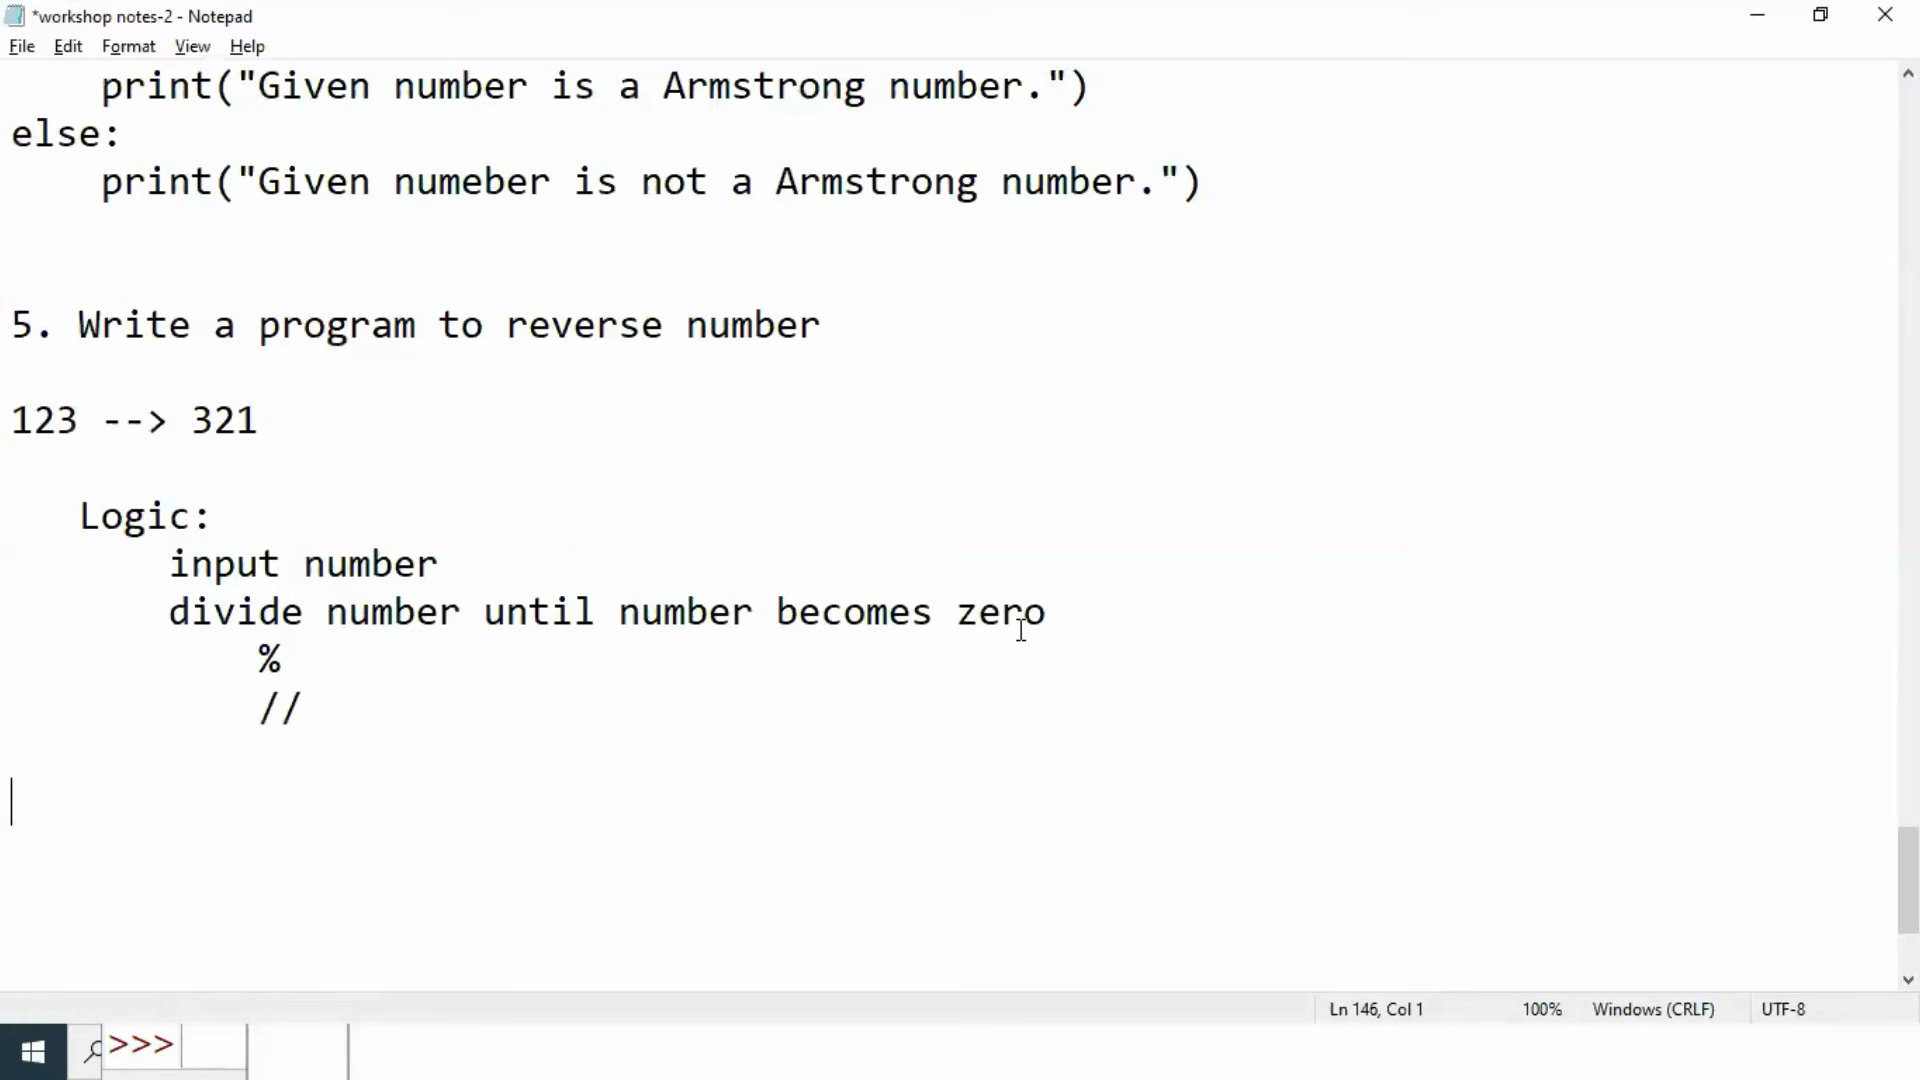 *workshop notes-2 - Notepad
File Edit Format View Help
print("Given number is a Armstrong number.")
else:
print("Given numeber is not a Armstrong number.")
5. Write a program to reverse number
123 --> 321
Logic:
input number
divide number until number becomes zero
%
//
Ln 146, Col 1 100% Windows (CRLF) UTF-8
>>>